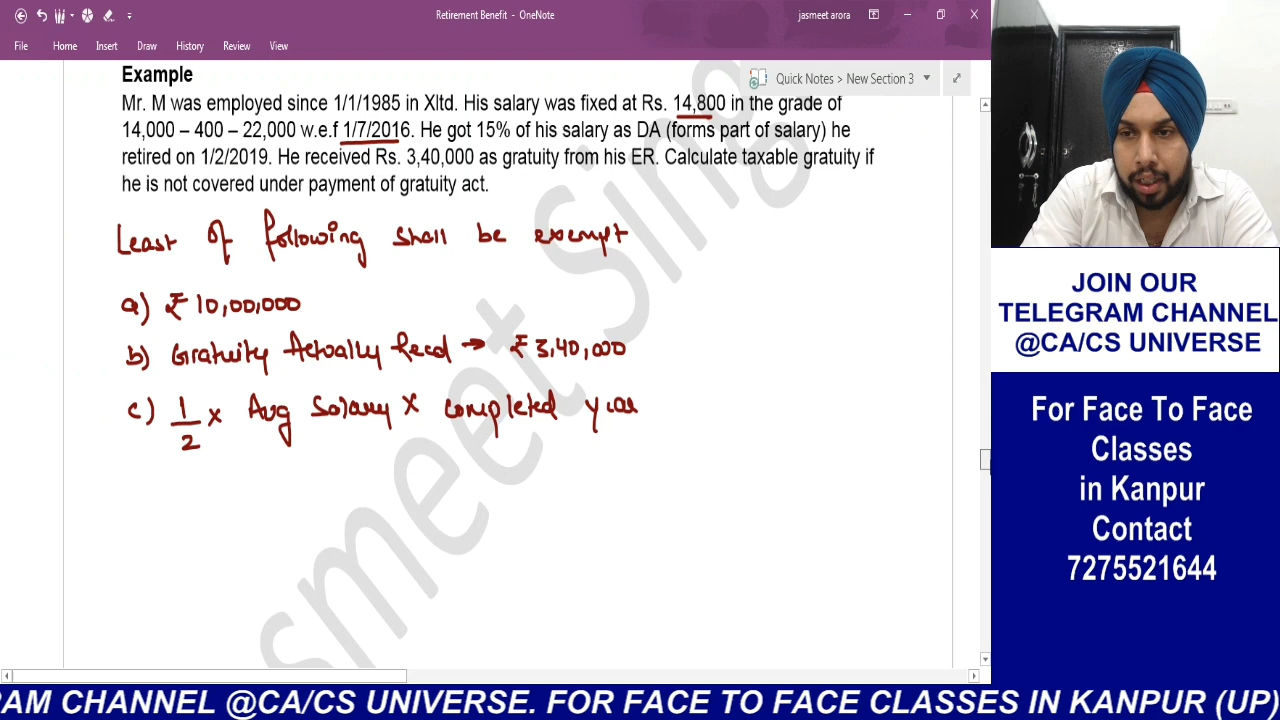 Retirement Benefit - OneNote
jasmeet arora
File Home Insert Draw History Review View
Quick Notes > New Section 3
Example
Mr. M was employed since 1/1/1985 in Xltd. His salary was fixed at Rs. 14,800 in the grade of
14,000 – 400 – 22,000 w.e.f 1/7/2016. He got 15% of his salary as DA (forms part of salary) he
retired on 1/2/2019. He received Rs. 3,40,000 as gratuity from his ER. Calculate taxable gratuity if
he is not covered under payment of gratuity act.
Least of following shall be exempt
a) ₹ 10,00,000
b) Gratuity Actually Recd → ₹ 3,40,000
c) 1/2 × Avg Salary × completed year
smeet Sing
JOIN OUR
TELEGRAM CHANNEL
@CA/CS UNIVERSE
For Face To Face
Classes
in Kanpur
Contact
7275521644
RAM CHANNEL @CA/CS UNIVERSE. FOR FACE TO FACE CLASSES IN KANPUR (UP)